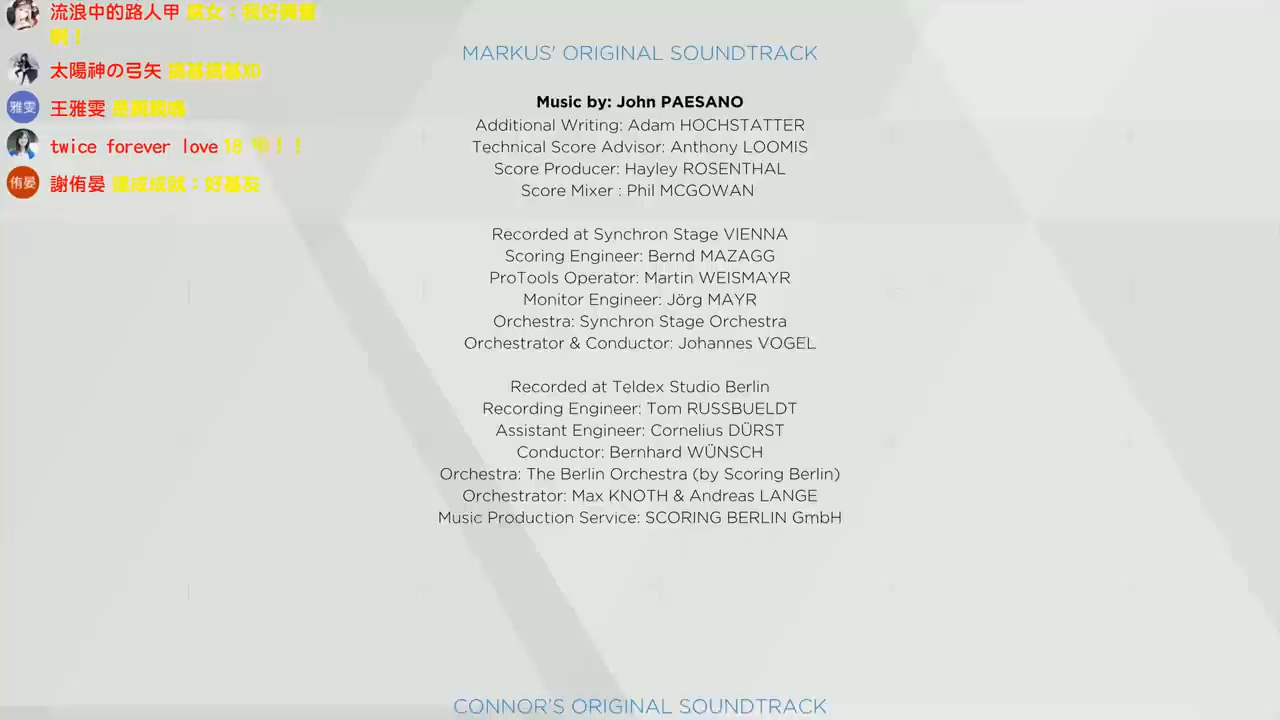 流浪中的路人甲 腐女：我好興奮
啊！
太陽神の弓矢 搞基搞基XD
雅雯 王雅雯 是親親嗎
twice forever love 18
侑晏 謝侑晏 達成成就：好基友
MARKUS' ORIGINAL SOUNDTRACK
Music by: John PAESANO
Additional Writing: Adam HOCHSTATTER
Technical Score Advisor: Anthony LOOMIS
Score Producer: Hayley ROSENTHAL
Score Mixer : Phil MCGOWAN
Recorded at Synchron Stage VIENNA
Scoring Engineer: Bernd MAZAGG
ProTools Operator: Martin WEISMAYR
Monitor Engineer: Jörg MAYR
Orchestra: Synchron Stage Orchestra
Orchestrator & Conductor: Johannes VOGEL
Recorded at Teldex Studio Berlin
Recording Engineer: Tom RUSSBUELDT
Assistant Engineer: Cornelius DÜRST
Conductor: Bernhard WÜNSCH
Orchestra: The Berlin Orchestra (by Scoring Berlin)
Orchestrator: Max KNOTH & Andreas LANGE
Music Production Service: SCORING BERLIN GmbH
CONNOR'S ORIGINAL SOUNDTRACK